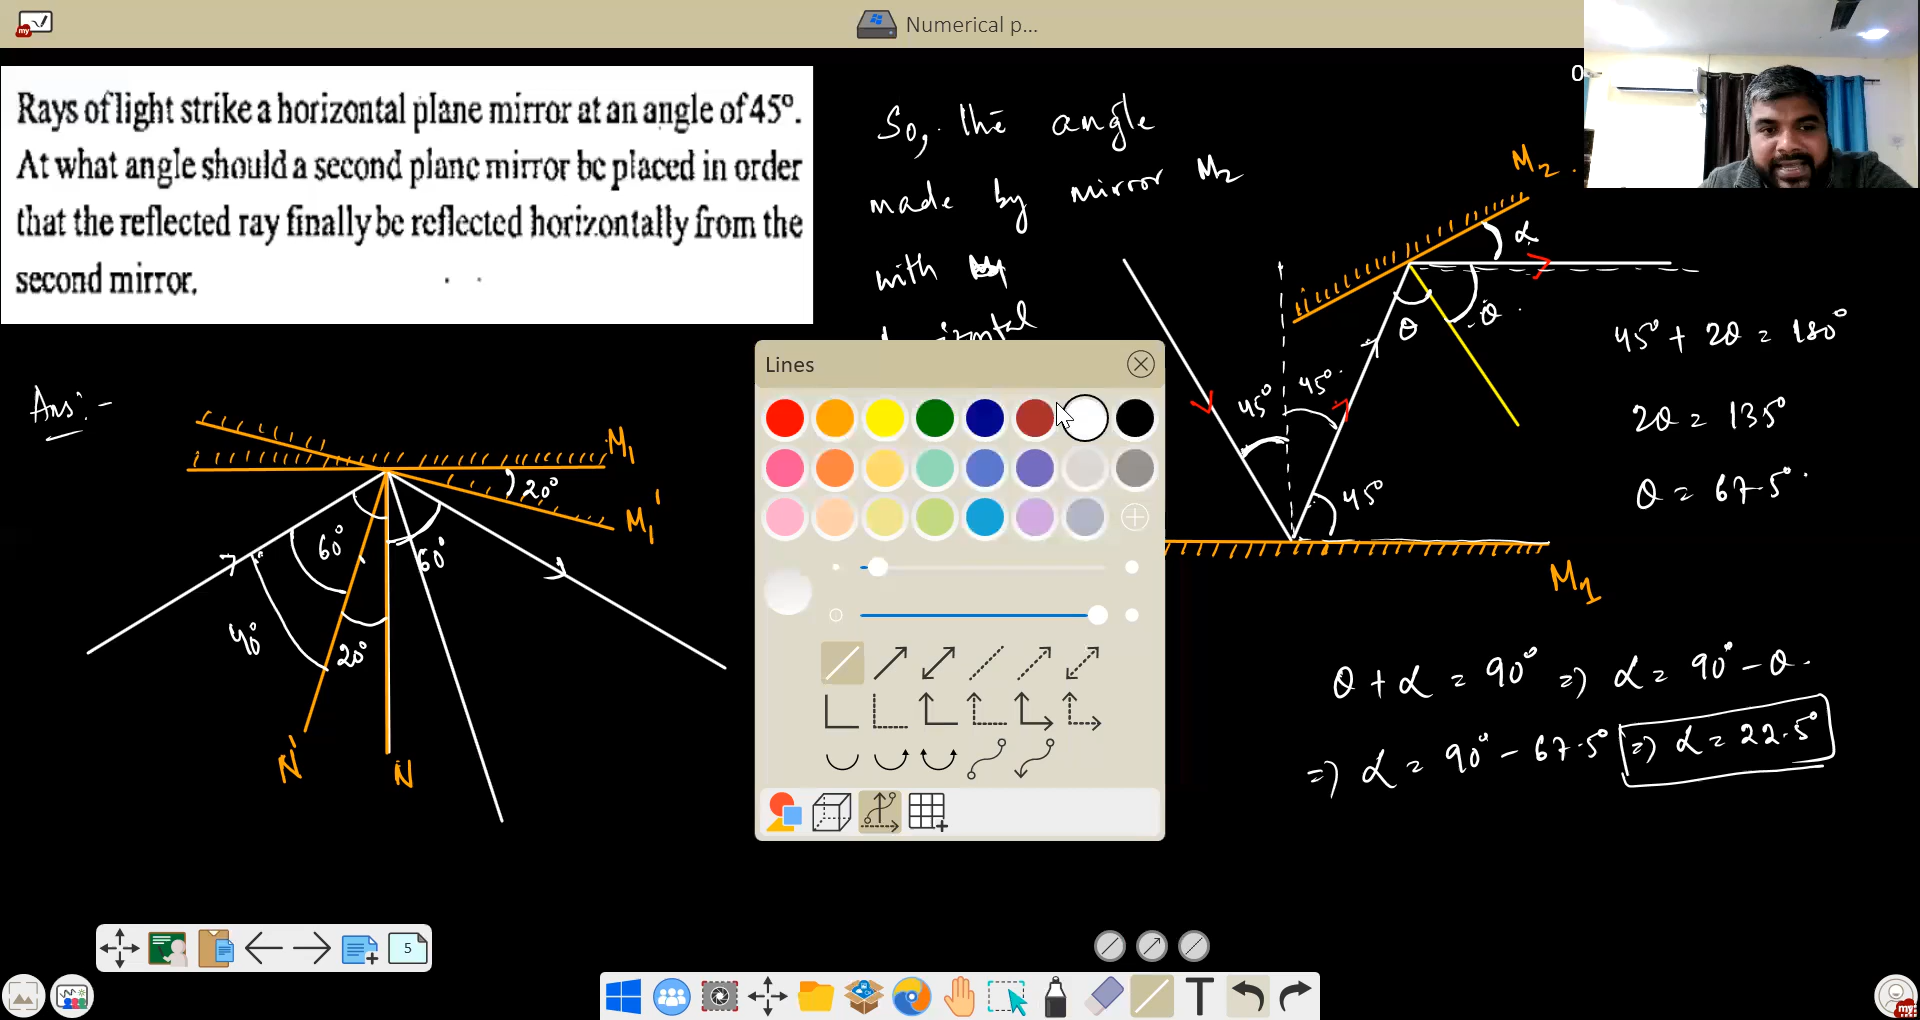 Numerical p...
Rays of light strike a horizontal plane mirror at an angle of 45°.
At what angle should a second plane mirror be placed in order
that the reflected ray finally be reflected horizontally from the
second mirror.
So, the angle
made by mirror M₂
with
horizontal
Ans:-
M₁
20°
M₁'
60°
60°
40°
20°
N'
N
Lines
M₂
α
θ
θ
45°
45°
45°
M₁
45° + 2θ = 180°
2θ = 135°
θ = 67.5°
θ + α = 90° => α = 90° - θ.
=> α = 90° - 67.5° => α = 22.5°
5
T